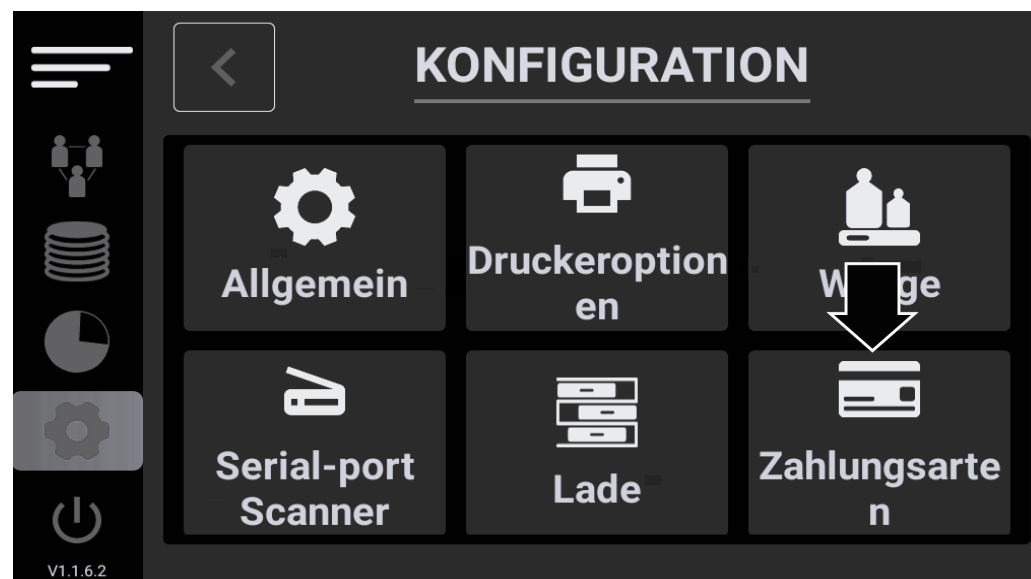 KONFIGURATION
Allgemein
Druckeroption
en
Serial-port
Scanner
Lade
Zahlungsarte
n
V1.1.6.2